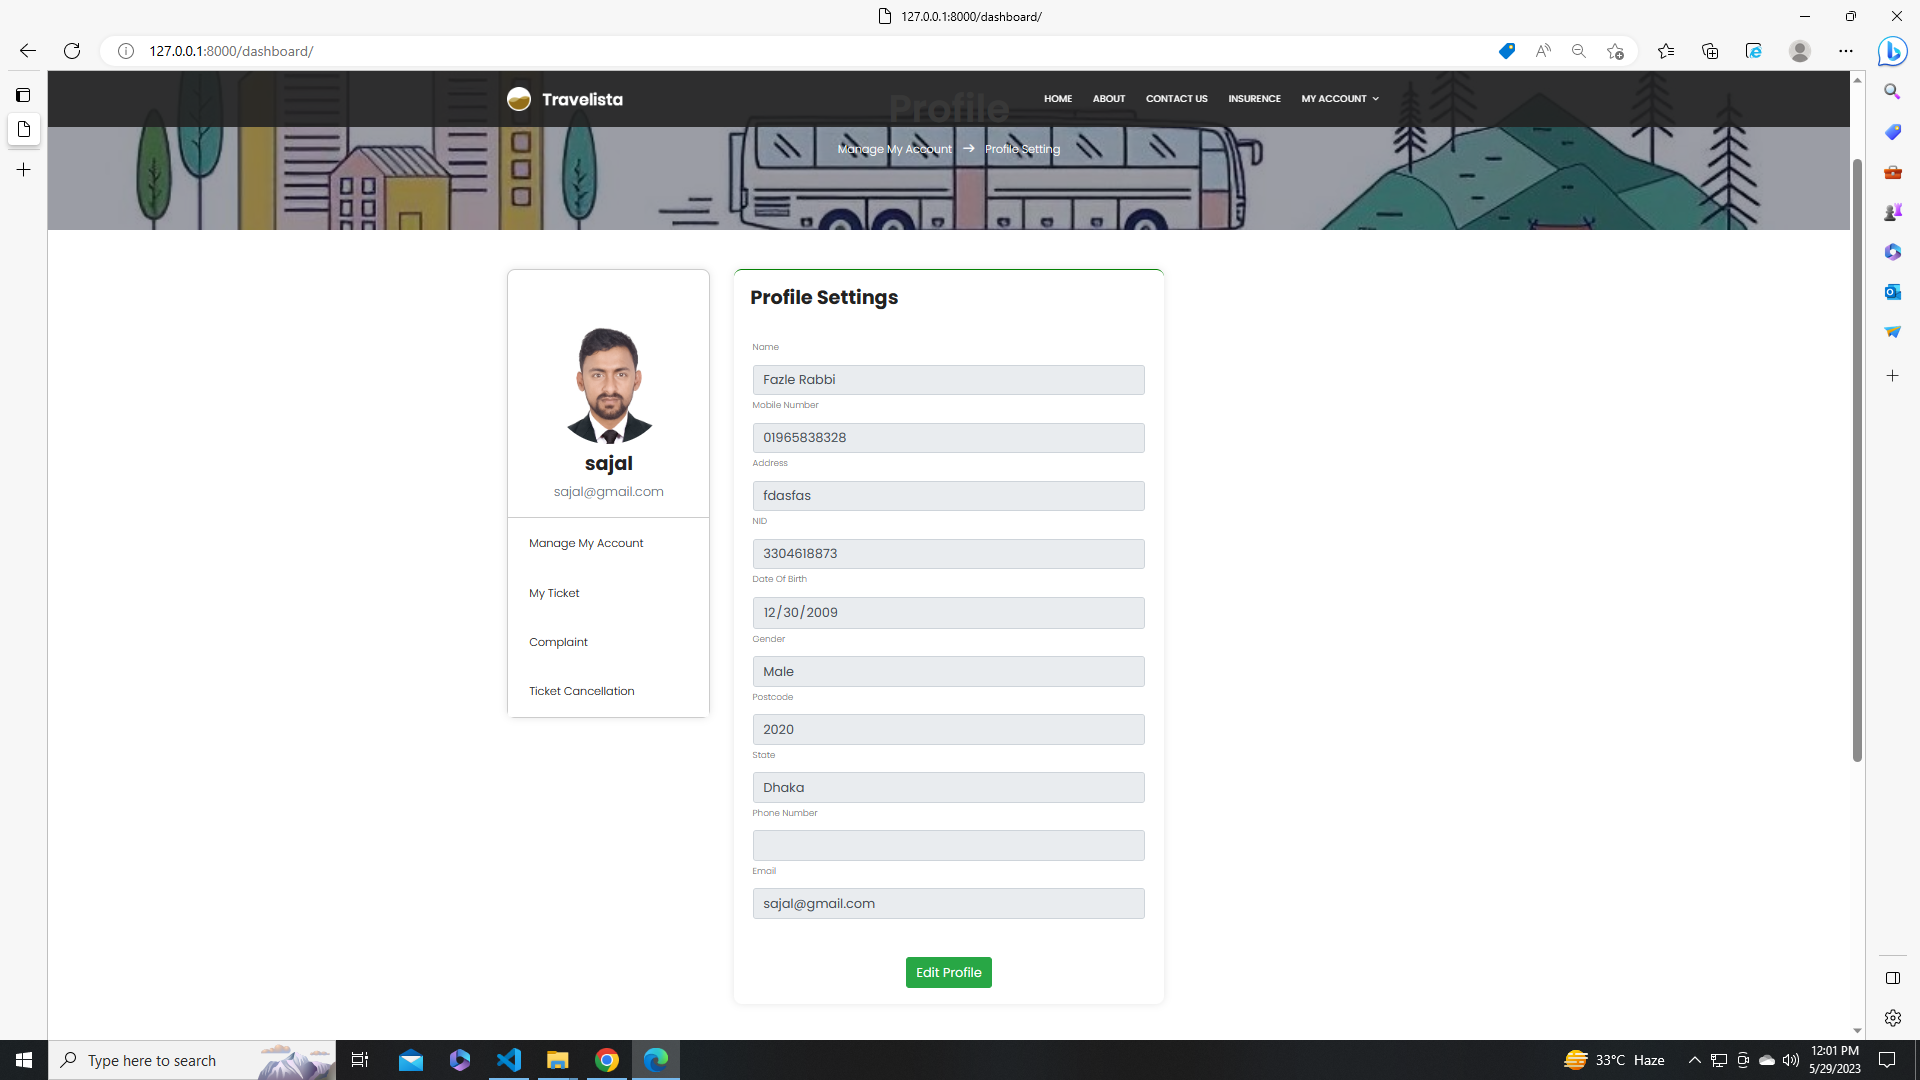 127.0.0.1:8000/dashboard/
127.0.0.1:8000/dashboard/
Travelista
Profile
HOME
ABOUT
CONTACT US
INSURENCE
MY ACCOUNT
Manage My Account → Profile Setting
sajal
sajal@gmail.com
Manage My Account
My Ticket
Complaint
Ticket Cancellation
Profile Settings
Name
Fazle Rabbi
Mobile Number
01965838328
Address
fdasfas
NID
3304618873
Date Of Birth
12/30/2009
Gender
Male
Postcode
2020
State
Dhaka
Phone Number
Email
sajal@gmail.com
Edit Profile
Type here to search
33°C Haze
12:01 PM
5/29/2023